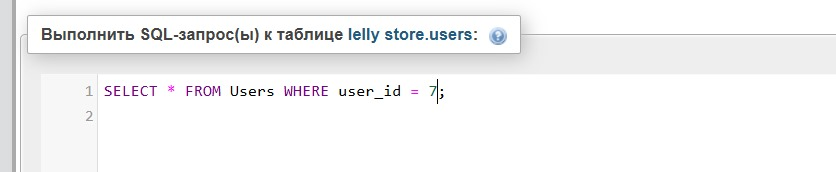 Выполнить SQL-запрос(ы) к таблице lelly store.users:
1 SELECT * FROM Users WHERE user_id = 7;
2